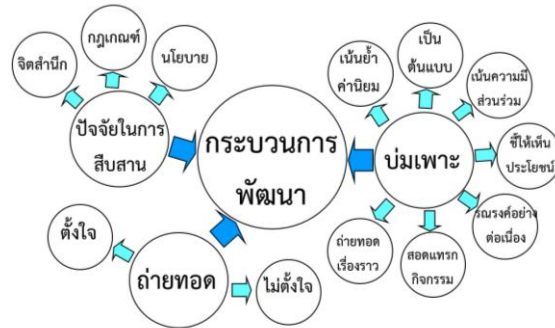 จิตสำนึก
กฎเกณฑ์
นโยบาย
ปัจจัยในการ
สืบสาน
กระบวนการ
พัฒนา
เน้นย้ำ
ค่านิยม
เป็น
ต้นแบบ
เน้นความมี
ส่วนร่วม
ชี้ให้เห็น
ประโยชน์
บ่มเพาะ
รณรงค์อย่าง
ต่อเนื่อง
สอดแทรก
กิจกรรม
ถ่ายทอด
เรื่องราว
ตั้งใจ
ถ่ายทอด
ไม่ตั้งใจ